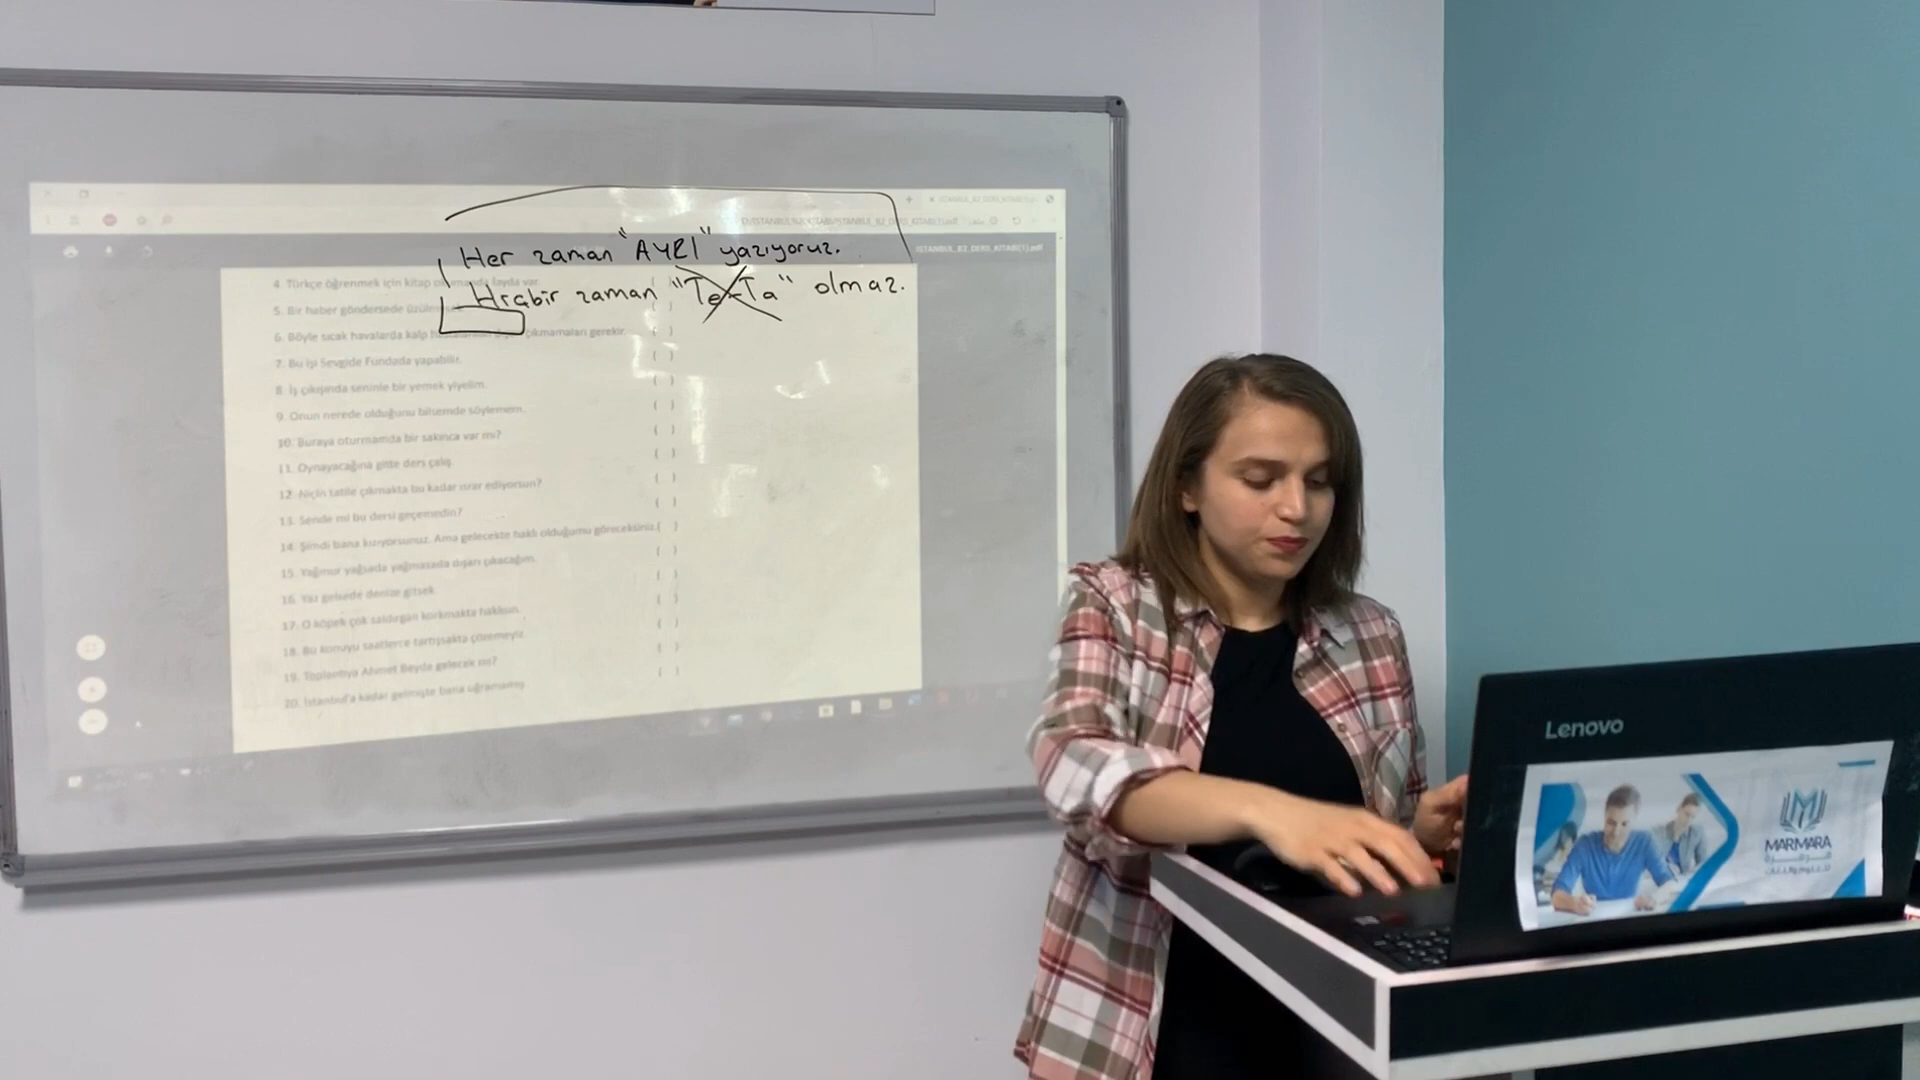 ISTANBUL_B2_DERS_KITABI(1).pdf
Her zaman "AYRI" yazıyoruz.
Hiçbir zaman "Te-Ta" olmaz.
4. Türkçe öğrenmek için kitap okumanda fayda var. ( )
5. Bir haber göndersede üzülmesek. ( )
6. Böyle sıcak havalarda kalp dışarı çıkmamaları gerekir. ( )
7. Bu işi Sevgide Fundada yapabilir. ( )
8. İş çıkışında seninle bir yemek yiyelim. ( )
9. Onun nerede olduğunu bilsemde söylemem. ( )
10. Buraya oturmamda bir sakınca var mı? ( )
11. Oynayacağına gitte ders çalış. ( )
12. Niçin tatile çıkmakta bu kadar ısrar ediyorsun? ( )
13. Sende mi bu dersi geçemedin? ( )
14. Şimdi bana kızıyorsunuz. Ama gelecekte haklı olduğumu göreceksiniz. ( )
15. Yağmur yağsada yağmasada dışarı çıkacağım. ( )
16. Yaz gelsede denize gitsek. ( )
17. O köpek çok saldırgan korkmakta haklısın. ( )
18. Bu konuyu saatlerce tartışsakta çözemeyiz. ( )
19. Toplantıya Ahmet Beyde gelecek mi? ( )
20. İstanbul'a kadar gelmişte bana uğramamış.
Lenovo
MARMARA